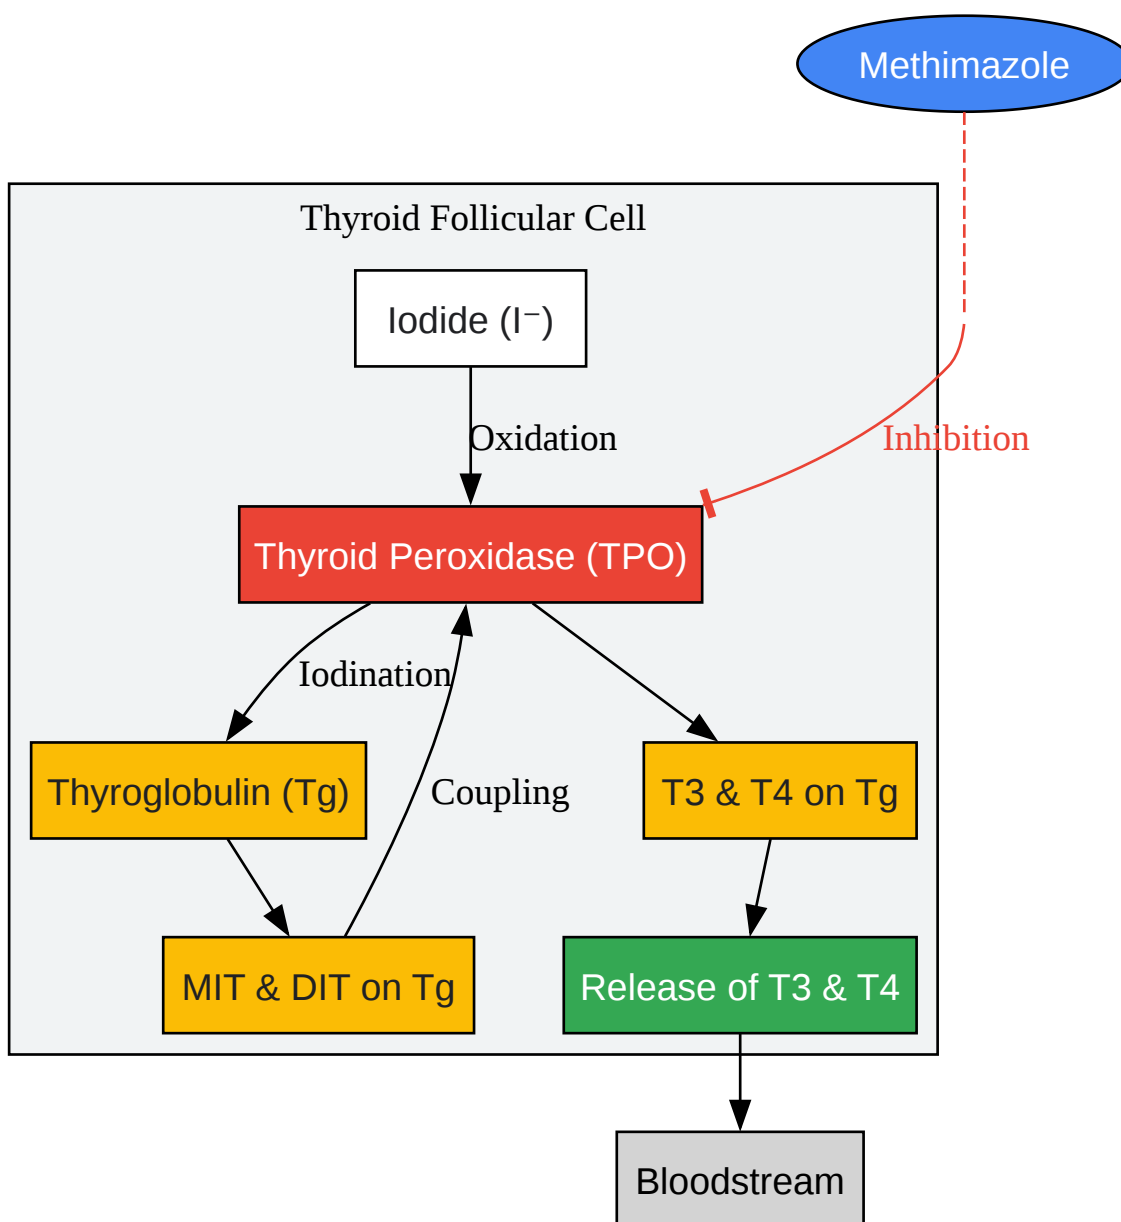 Methimazole
Thyroid Follicular Cell
Iodide (I⁻)
Oxidation
Inhibition
Thyroid Peroxidase (TPO)
Iodination
Thyroglobulin (Tg)
Coupling
T3 & T4 on Tg
MIT & DIT on Tg
Release of T3 & T4
Bloodstream